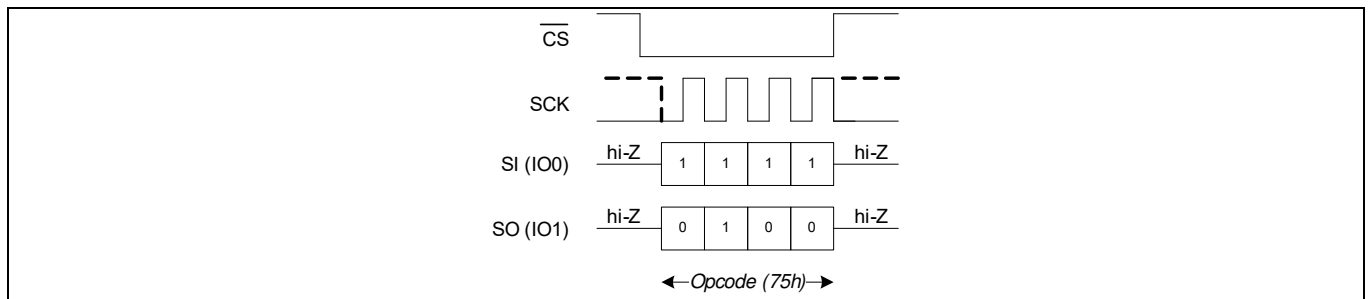 CS
SCK
hi-Z hi-Z
SI (IO0) 1 1 1 1
hi-Z hi-Z
SO (IO1) 0 1 0 0
Opcode (75h)